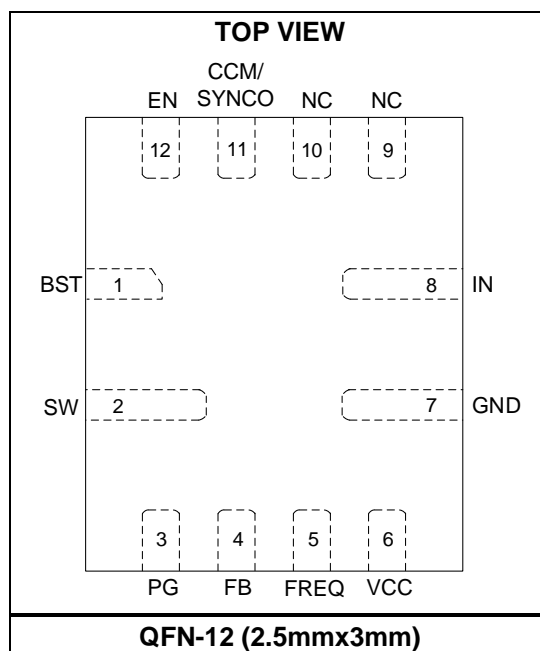 TOP VIEW
CCM/
EN SYNCO NC NC
12 11 10 9
BST 1 8 IN
SW 2 7 GND
3 4 5 6
PG FB FREQ VCC
QFN-12 (2.5mmx3mm)